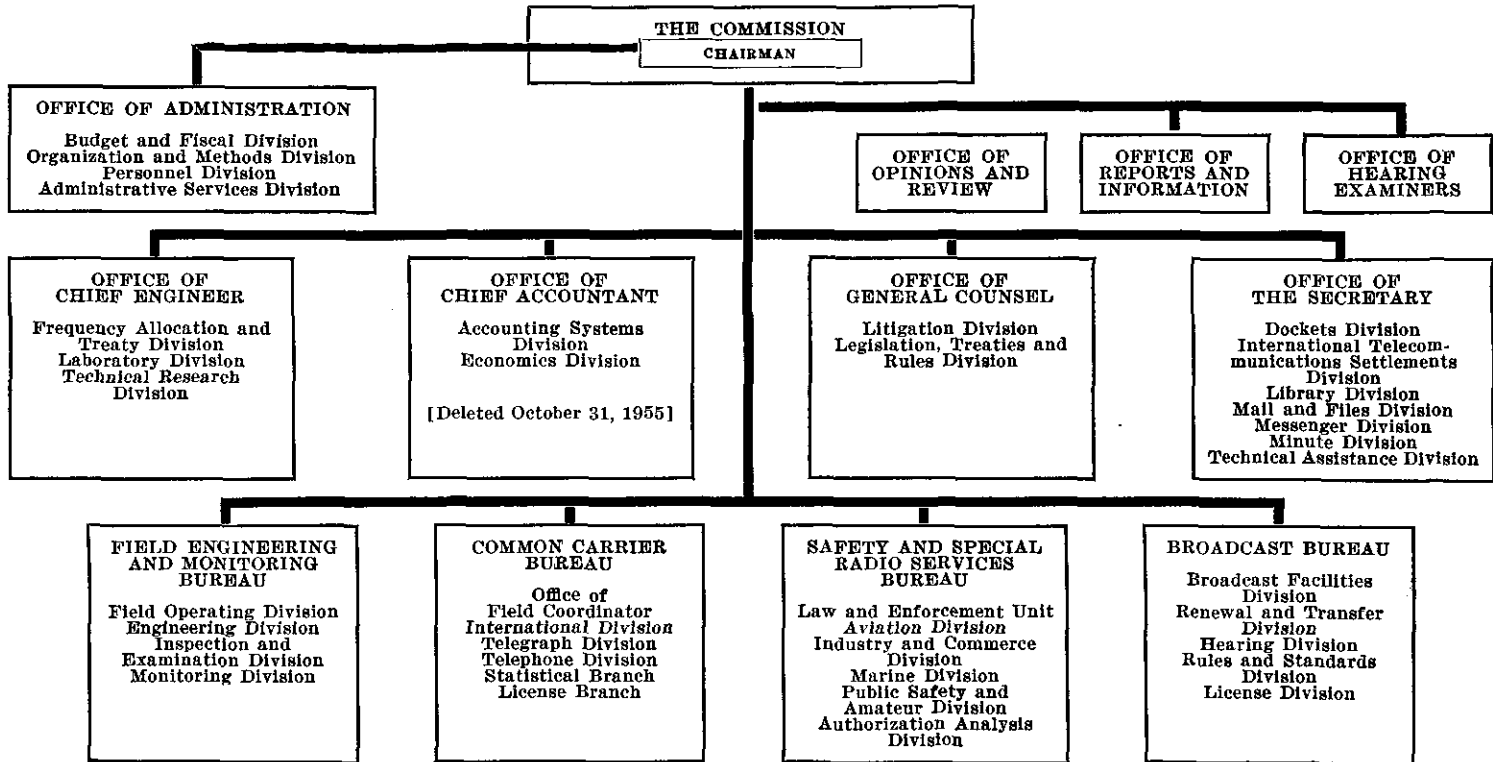 THE COMMISSION
CHAIRMAN
OFFICE OF ADMINISTRATION
Budget and Fiscal Division
Organization and Methods Division
Personnel Division
Administrative Services Division
OFFICE OF
OPINIONS AND
REVIEW
OFFICE OF
REPORTS AND
INFORMATION
OFFICE OF
HEARING
EXAMINERS
OFFICE OF
CHIEF ENGINEER
Frequency Allocation and
Treaty Division
Laboratory Division
Technical Research
Division
OFFICE OF
CHIEF ACCOUNTANT
Accounting Systems
Division
Economics Division
[Deleted October 31, 1955]
OFFICE OF
GENERAL COUNSEL
Litigation Division
Legislation, Treaties and
Rules Division
OFFICE OF
THE SECRETARY
Dockets Division
International Telecom-
munications Settlements
Division
Library Division
Mail and Files Division
Messenger Division
Minute Division
Technical Assistance Division
FIELD ENGINEERING
AND MONITORING
BUREAU
Field Operating Division
Engineering Division
Inspection and
Examination Division
Monitoring Division
COMMON CARRIER
BUREAU
Office of
Field Coordinator
International Division
Telegraph Division
Telephone Division
Statistical Branch
License Branch
SAFETY AND SPECIAL
RADIO SERVICES
BUREAU
Law and Enforcement Unit
Aviation Division
Industry and Commerce
Division
Marine Division
Public Safety and
Amateur Division
Authorization Analysis
Division
BROADCAST BUREAU
Broadcast Facilities
Division
Renewal and Transfer
Division
Hearing Division
Rules and Standards
Division
License Division